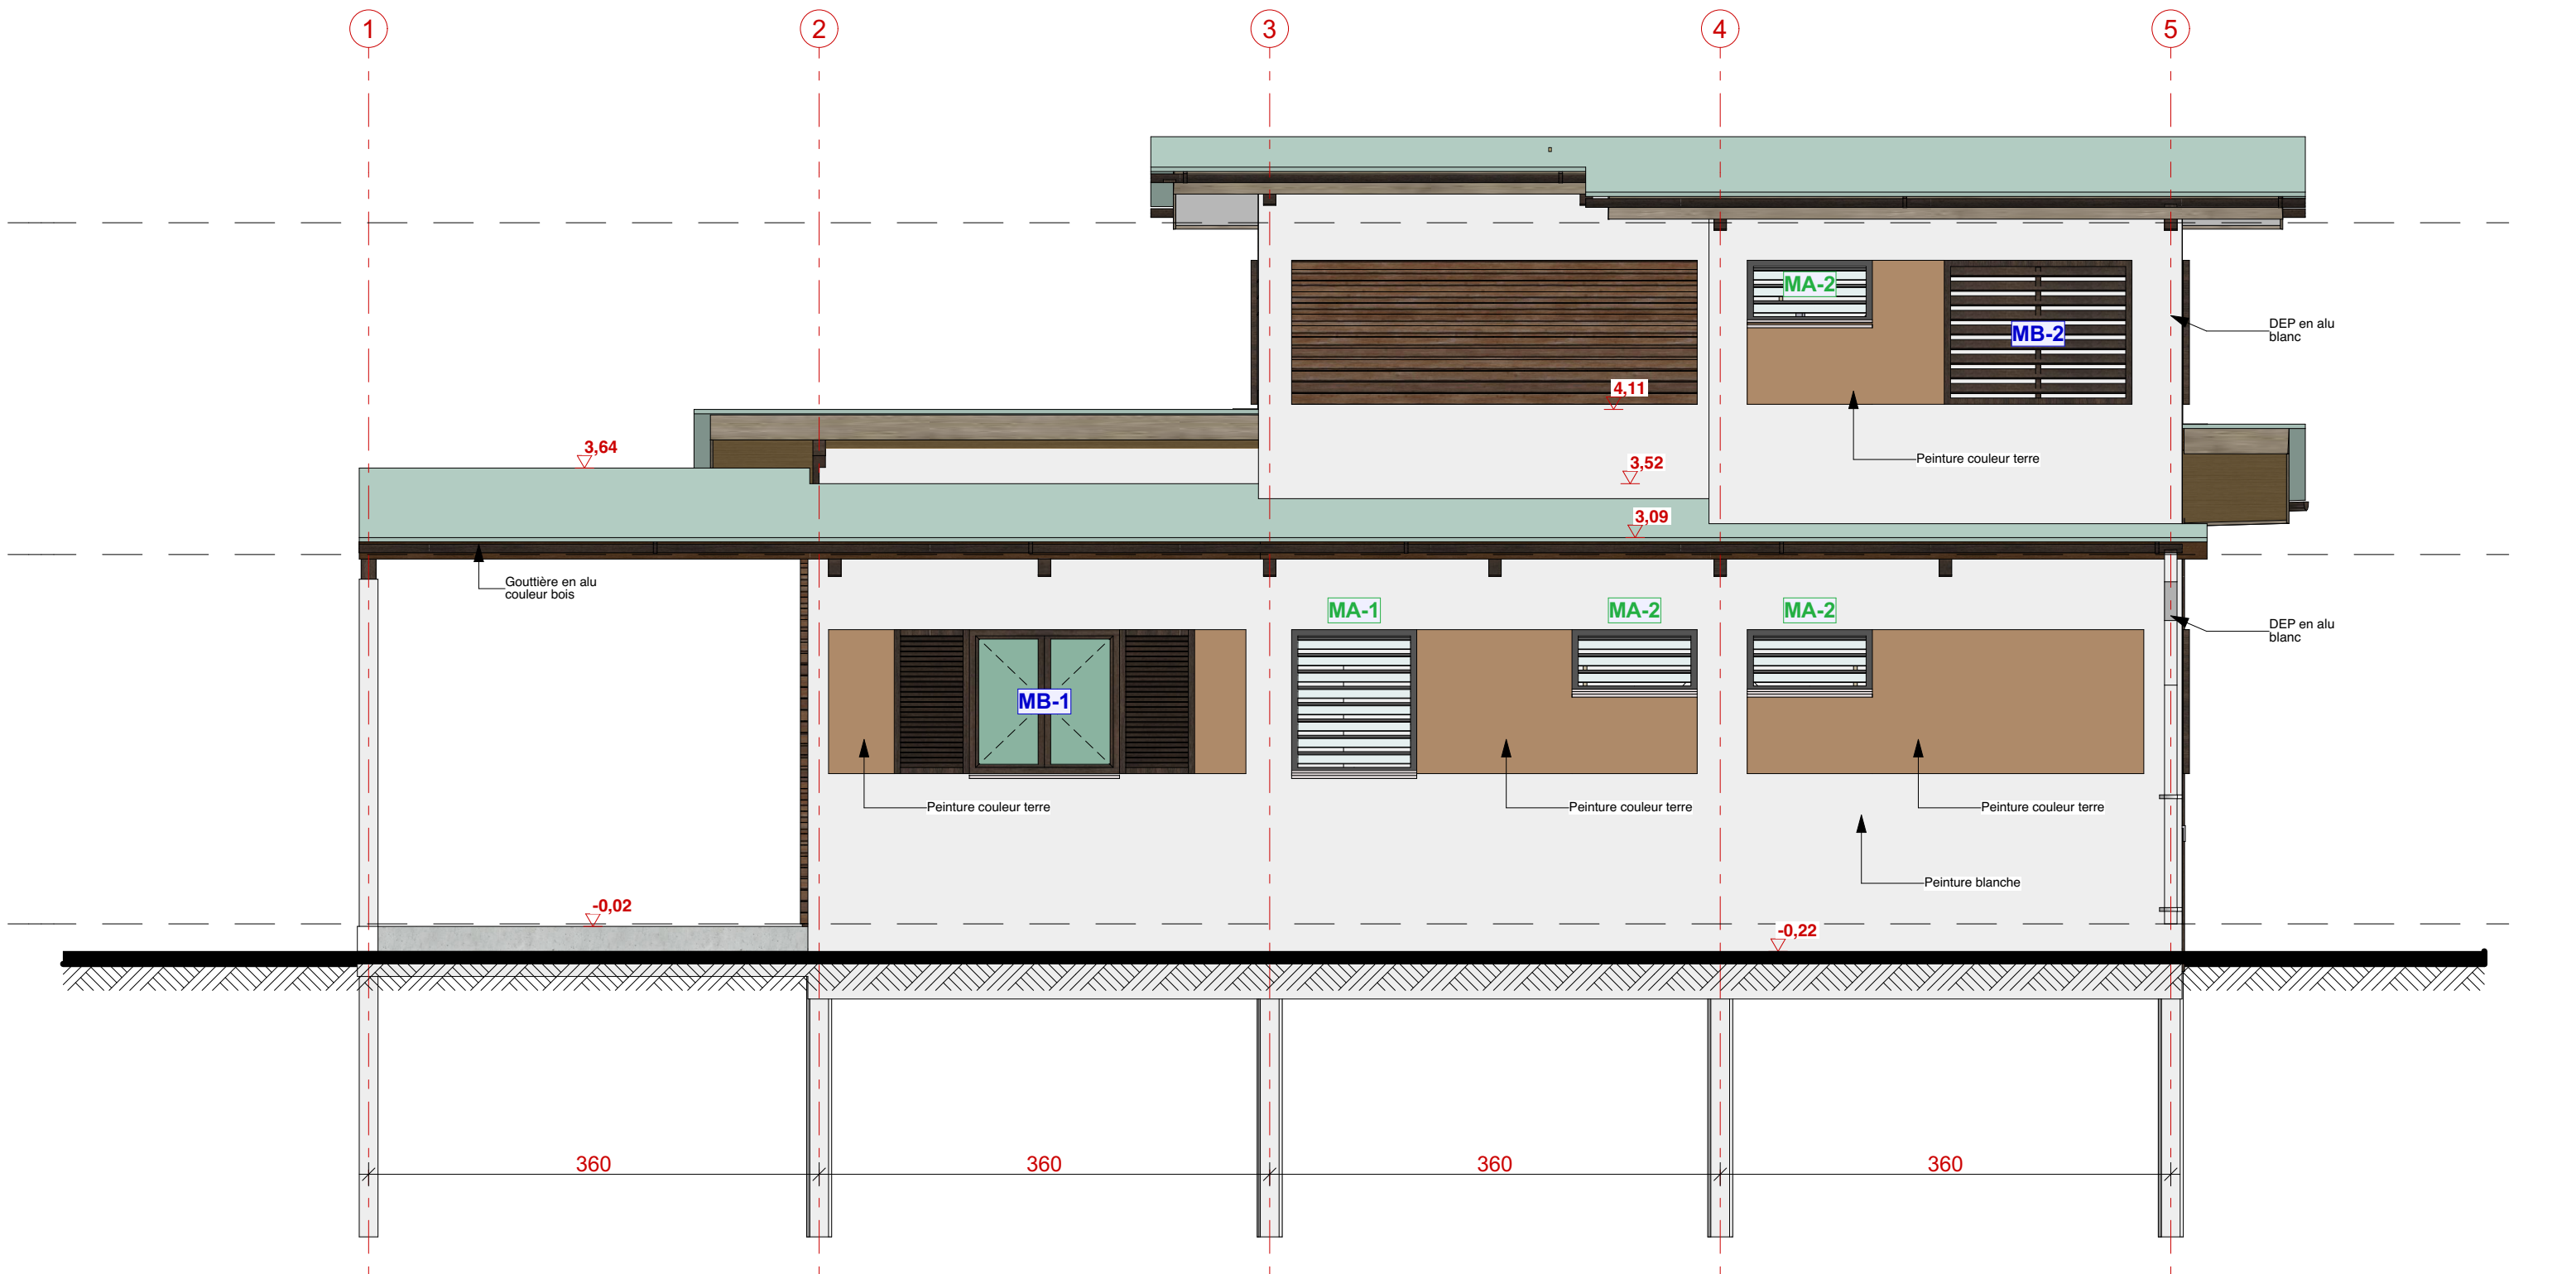 1
2
3
4
5
MA-2
MB-2
DEP en alu
blanc
4,11
3,64
Peinture couleur terre
3,52
3,09
Gouttière en alu
couleur bois
MA-1
MA-2
MA-2
DEP en alu
blanc
MB-1
Peinture couleur terre
Peinture couleur terre
Peinture couleur terre
Peinture blanche
-0,02
-0,22
360
360
360
360